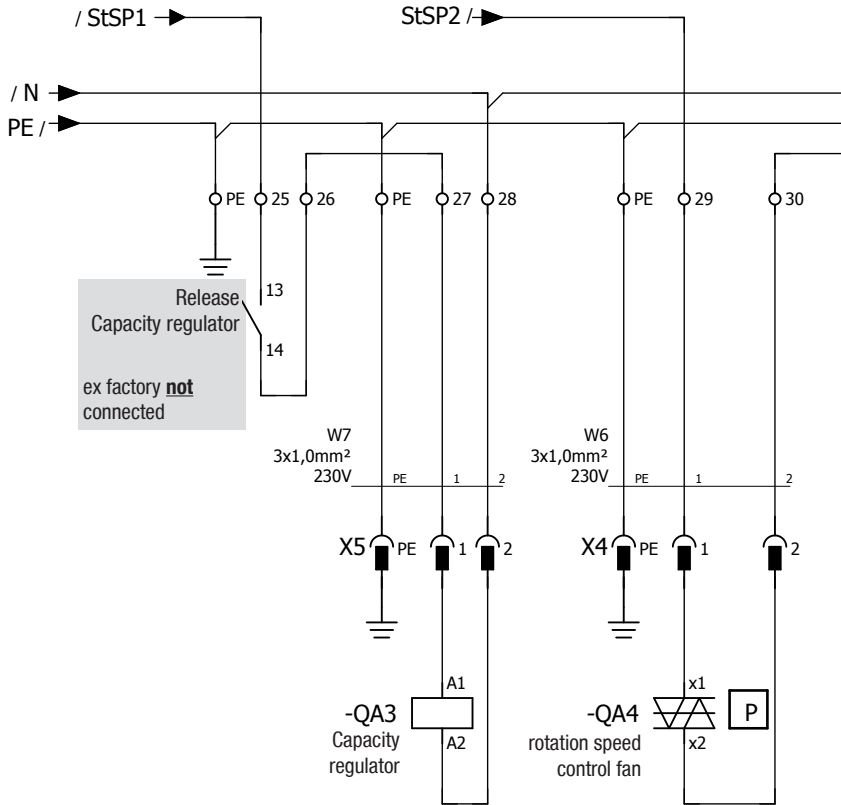 / StSP1
StSP2 /
/ N
PE /
PE 25 26 PE 27 28 PE 29 30
13
Release
Capacity regulator
14
ex factory not
connected
W7
3x1,0mm²
230V
PE 1 2
W6
3x1,0mm²
230V
PE 1 2
X5 PE 1 2
X4 PE 1 2
A1
-QA3
A2
Capacity
regulator
x1
-QA4
P
x2
rotation speed
control fan